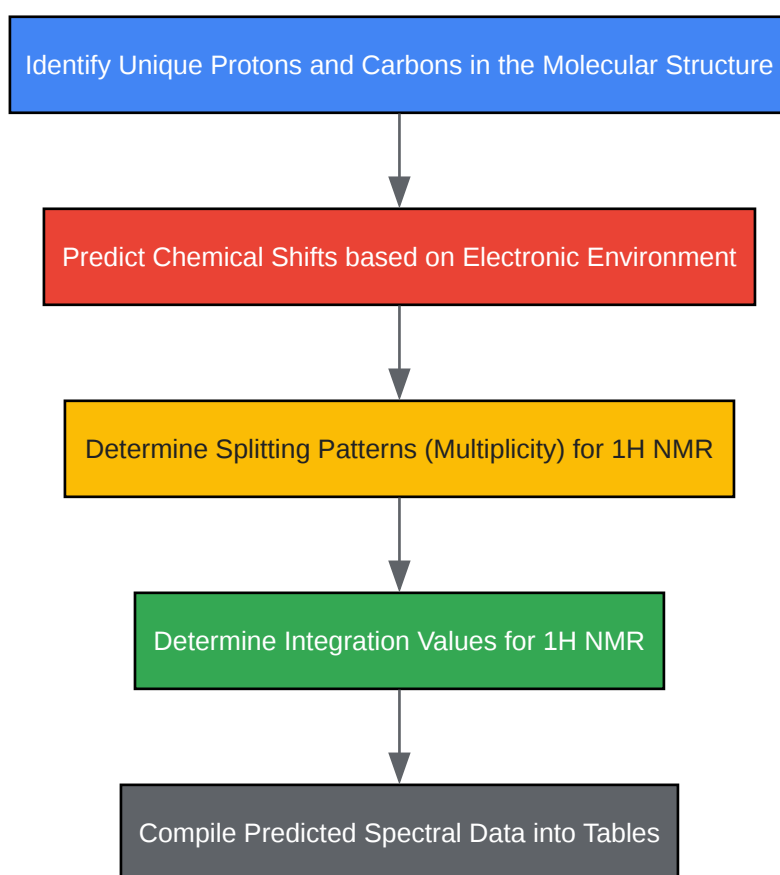 Identify Unique Protons and Carbons in the Molecular Structure
Predict Chemical Shifts based on Electronic Environment
Determine Splitting Patterns (Multiplicity) for 1H NMR
Determine Integration Values for 1H NMR
Compile Predicted Spectral Data into Tables